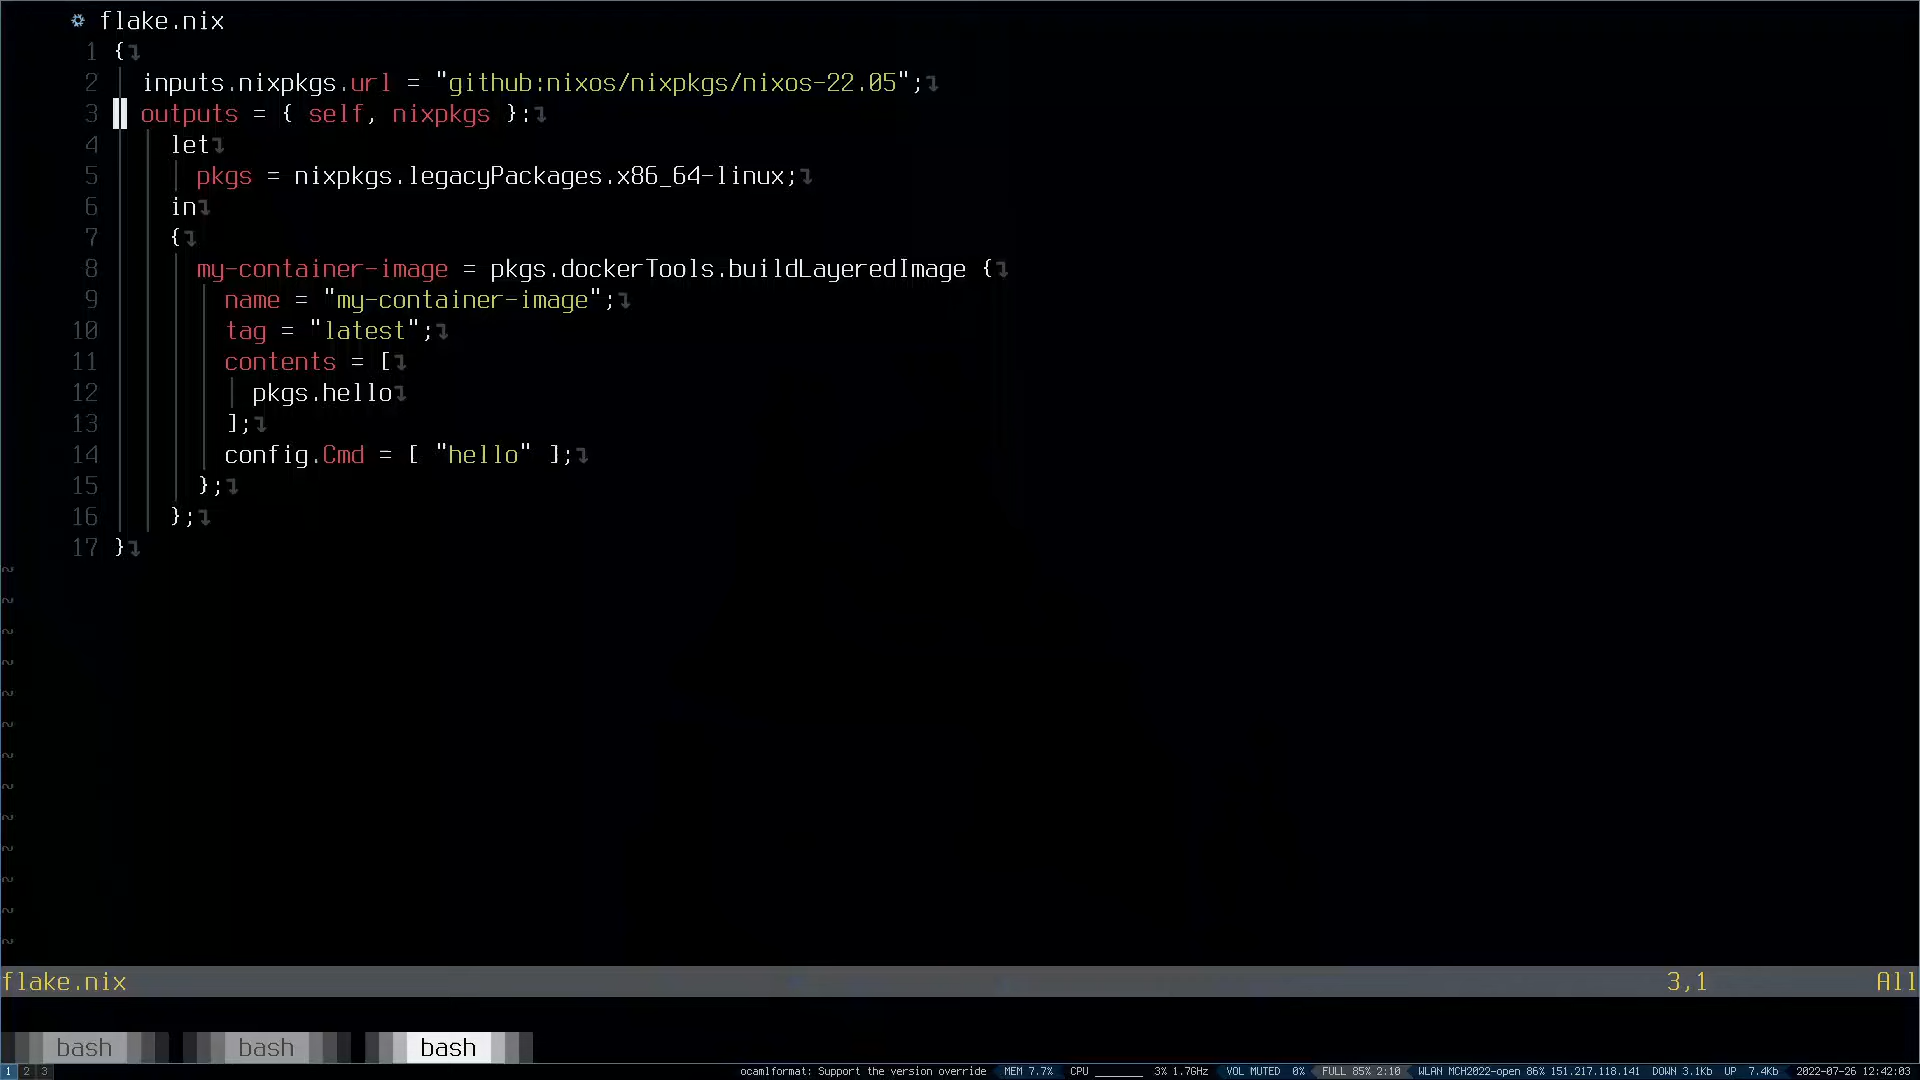 flake.nix
1 {
2 inputs.nixpkgs.url = "github:nixos/nixpkgs/nixos-22.05";
3 outputs = { self, nixpkgs }:
4 let
5 pkgs = nixpkgs.legacyPackages.x86_64-linux;
6 in
7 {
8 my-container-image = pkgs.dockerTools.buildLayeredImage {
9 name = "my-container-image";
10 tag = "latest";
11 contents = [
12 pkgs.hello
13 ];
14 config.Cmd = [ "hello" ];
15 };
16 };
17 }
~
~
~
~
~
~
~
~
~
~
~
~
~
flake.nix 3,1 All
bash bash bash
1 2 3 ocamlformat: Support the version override MEM 7.7% CPU 3% 1.7GHz VOL MUTED 0% FULL 85% 2:10 WLAN MCH2022-open 86% 151.217.118.141 DOWN 3.1Kb UP 7.4Kb 2022-07-26 12:42:03